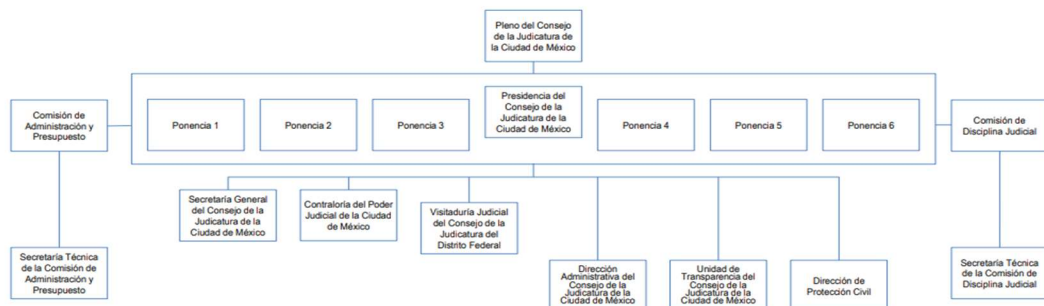 Pleno del Consejo
de la Judicatura de
la Ciudad de México
Comisión de
Administración y
Presupuesto
Ponencia 1
Ponencia 2
Ponencia 3
Presidencia del
Consejo de la
Judicatura de la
Ciudad de México
Ponencia 4
Ponencia 5
Ponencia 6
Comisión de
Disciplina Judicial
Secretaría General
del Consejo de la
Judicatura de la
Ciudad de México
Contraloría del Poder
Judicial de la Ciudad
de México
Visitaduría Judicial
del Consejo de la
Judicatura del
Distrito Federal
Secretaría Técnica
de la Comisión de
Administración y
Presupuesto
Dirección
Administrativa del
Consejo de la
Judicatura de la
Ciudad de México
Unidad de
Transparencia del
Consejo de la
Judicatura de la
Ciudad de México
Dirección de
Protección Civil
Secretaría Técnica
de la Comisión de
Disciplina Judicial